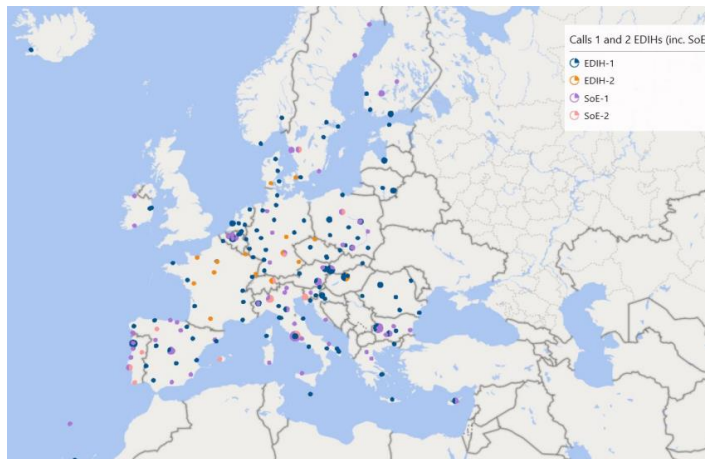 Calls 1 and 2 EDIHs (inc. SoE
EDIH-1
EDIH-2
SoE-1
SoE-2